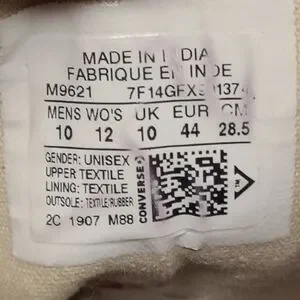 MADE IN INDIA
FABRIQUE EN INDE
M9621
MENS WO'S UK EUR CM
10 12 10 44 28.5
GENDER: UNISEX
UPPER TEXTILE
LINING: TEXTILE
OUTSOLE: TEXTILE/RUBBER
CONVERSE
2C 1907 M88